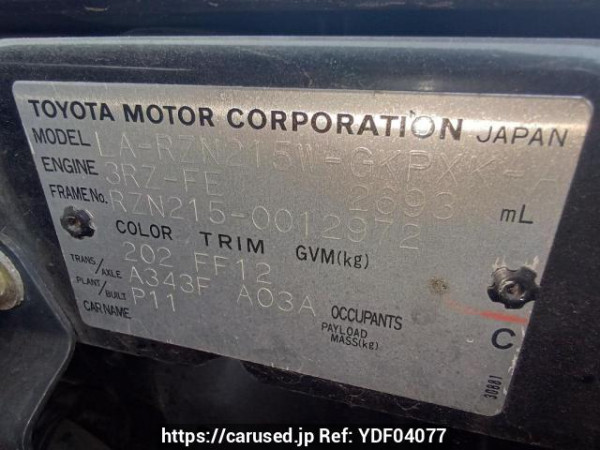 TOYOTA MOTOR CORPORATION JAPAN
MODEL LA-RZN215W-GKPXK
ENGINE 3RZ-FE 2693 mL
FRAME No. RZN215-0012972
COLOR TRIM GVM(kg)
202 FF12
TRANS/AXLE A343F A03A
PLANT/BUILT P11
CAR NAME OCCUPANTS
PAYLOAD
MASS(kg)
C
30881
https://carused.jp Ref: YDF04077